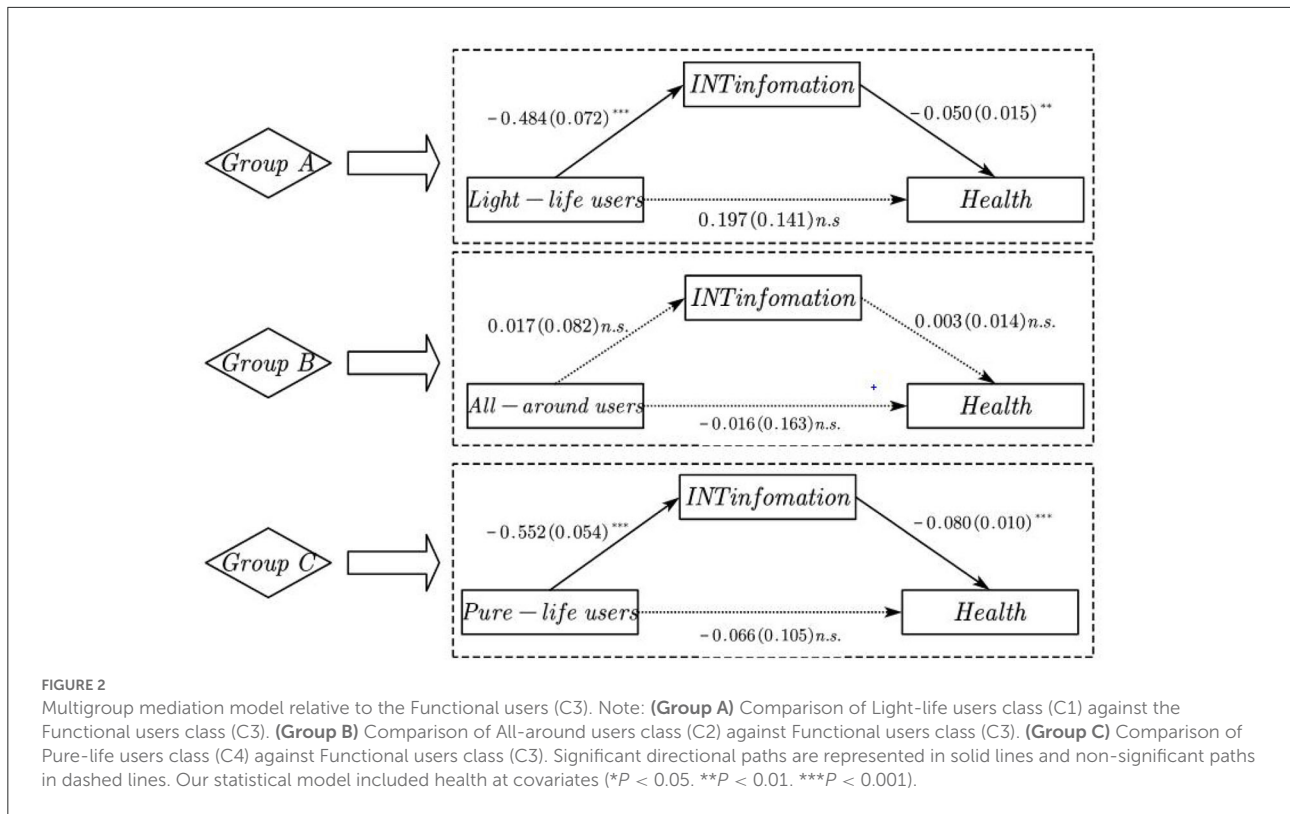 INTinfomation
-0.484(0.072)***
-0.050(0.015)**
Group A
Light-life users
Health
0.197(0.141)n.s
INTinfomation
0.017(0.082)n.s.
0.003(0.014)n.s.
Group B
All-around users
Health
-0.016(0.163)n.s.
INTinfomation
-0.552(0.054)***
-0.080(0.010)***
Group C
Pure-life users
Health
-0.066(0.105)n.s.
FIGURE 2
Multigroup mediation model relative to the Functional users (C3). Note: (Group A) Comparison of Light-life users class (C1) against the
Functional users class (C3). (Group B) Comparison of All-around users class (C2) against Functional users class (C3). (Group C) Comparison of
Pure-life users class (C4) against Functional users class (C3). Significant directional paths are represented in solid lines and non-significant paths
in dashed lines. Our statistical model included health at covariates (*P < 0.05. **P < 0.01. ***P < 0.001).